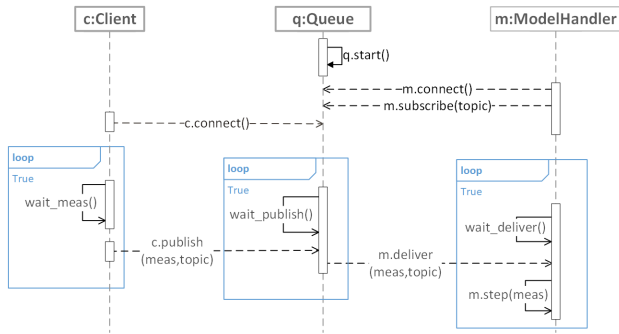 c:Client
q:Queue
m:ModelHandler
q.start()
m.connect()
m.subscribe(topic)
c.connect()
loop
True
wait_meas()
loop
True
wait_publish()
loop
True
wait_deliver()
c.publish
(meas,topic)
m.deliver
(meas,topic)
m.step(meas)